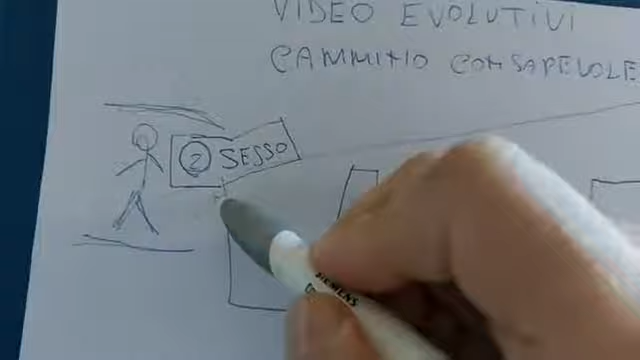 VIDEO EVOLUTIVI
CAMMINO CONSAPEVOLE
2 SESSO
SIEMENS